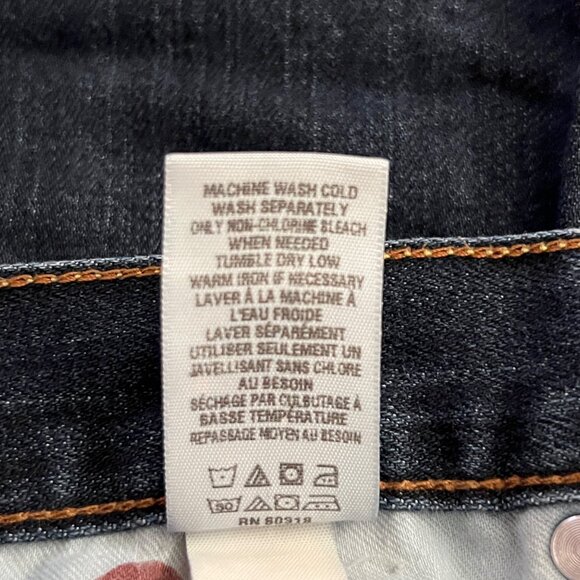 MACHINE WASH COLD
WASH SEPARATELY
ONLY NON-CHLORINE BLEACH
WHEN NEEDED
TUMBLE DRY LOW
WARM IRON IF NECESSARY
LAVER À LA MACHINE À
L'EAU FROIDE
LAVER SÉPARÉMENT
UTILISER SEULEMENT UN
JAVELLISANT SANS CHLORE
AU BESOIN
SÉCHAGE PAR CULBUTAGE À
BASSE TEMPÉRATURE
REPASSAGE MOYEN AU BESOIN
RN